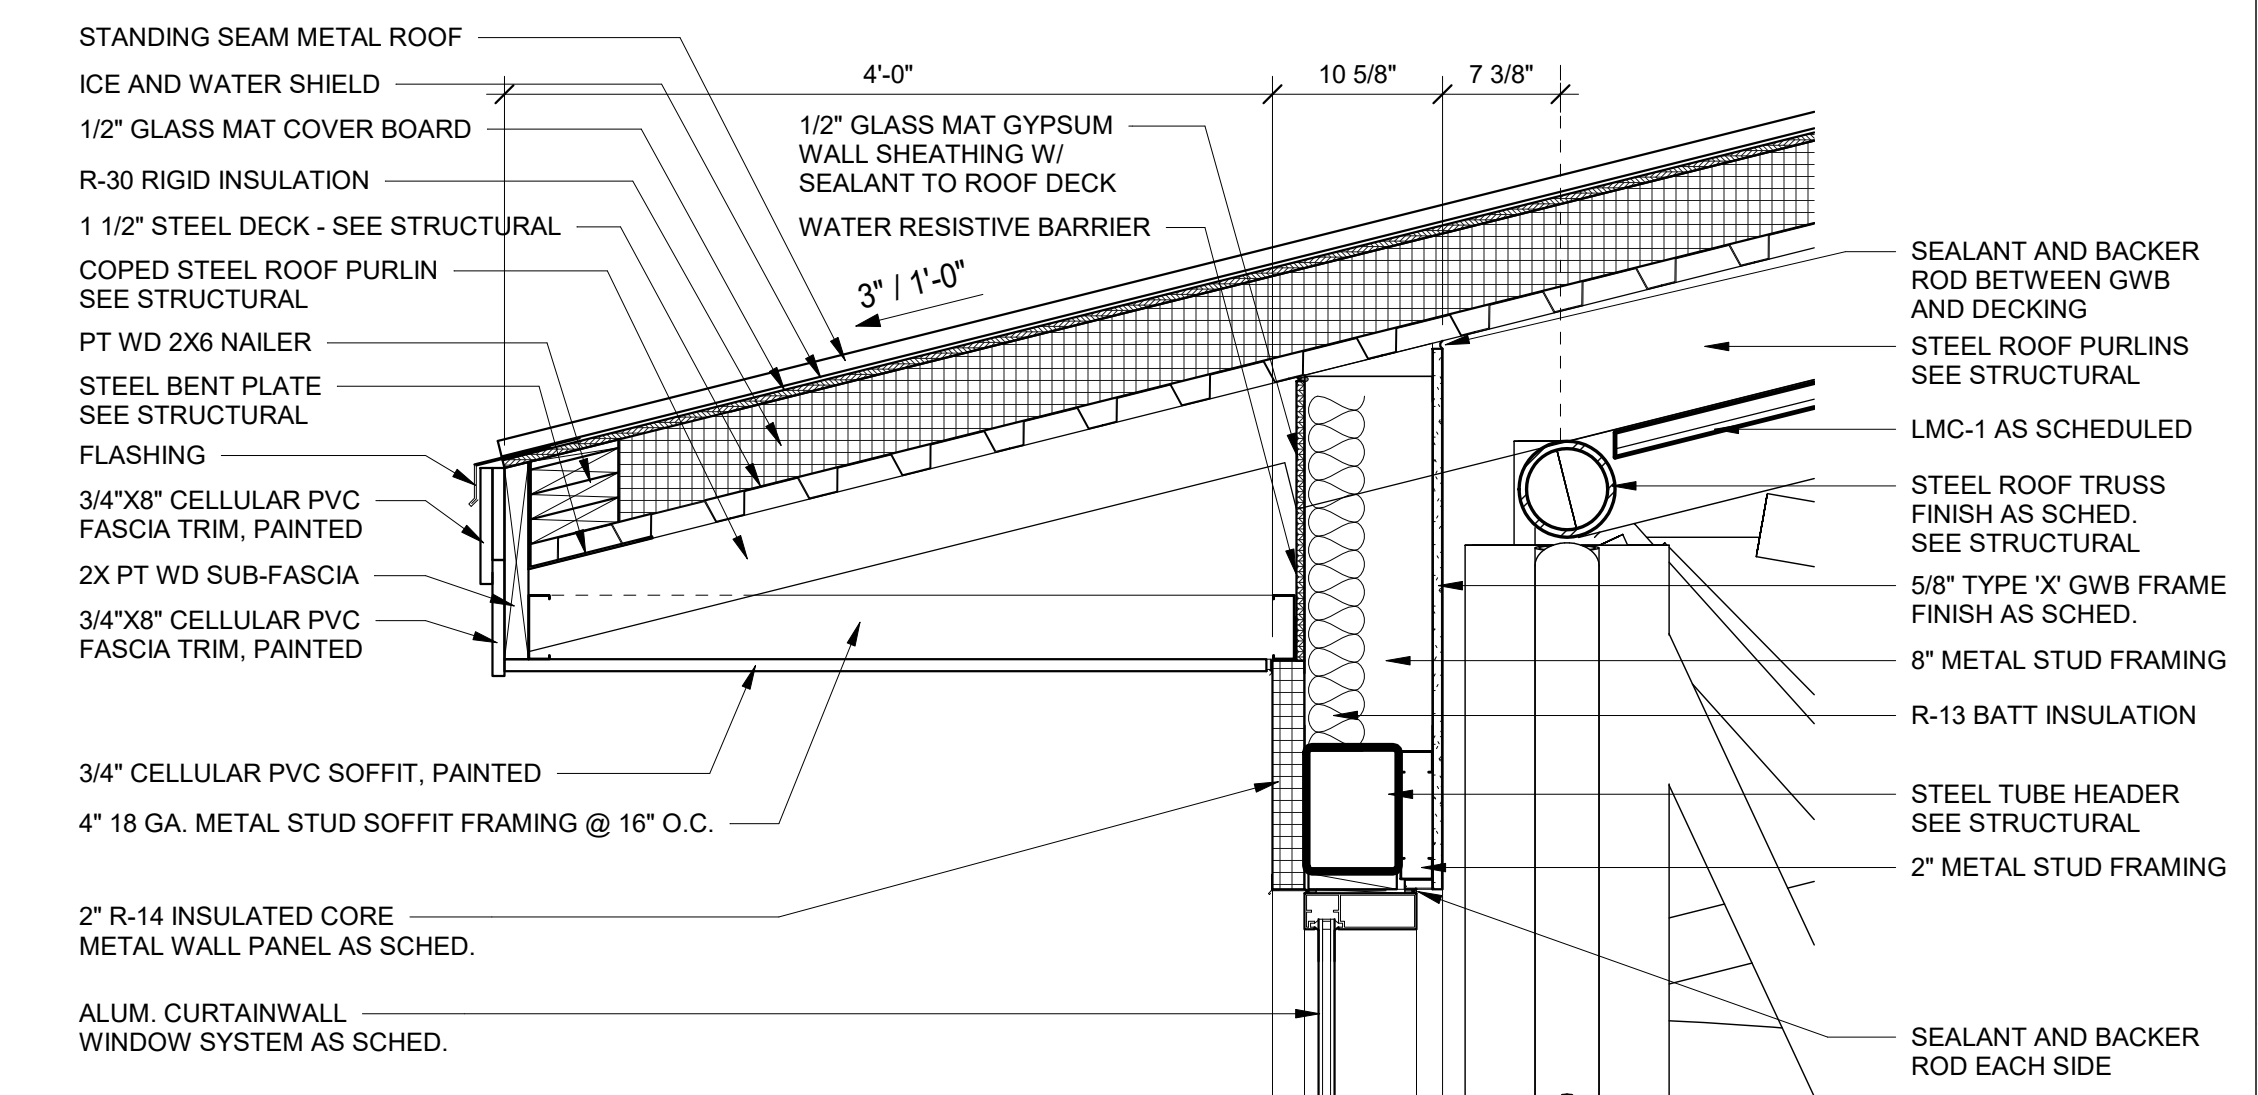 STANDING SEAM METAL ROOF
ICE AND WATER SHIELD
1/2" GLASS MAT COVER BOARD
R-30 RIGID INSULATION
1 1/2" STEEL DECK - SEE STRUCTURAL
COPED STEEL ROOF PURLIN
SEE STRUCTURAL
PT WD 2X6 NAILER
STEEL BENT PLATE
SEE STRUCTURAL
FLASHING
3/4"X8" CELLULAR PVC
FASCIA TRIM, PAINTED
2X PT WD SUB-FASCIA
3/4"X8" CELLULAR PVC
FASCIA TRIM, PAINTED
3/4" CELLULAR PVC SOFFIT, PAINTED
4" 18 GA. METAL STUD SOFFIT FRAMING @ 16" O.C.
2" R-14 INSULATED CORE
METAL WALL PANEL AS SCHED.
ALUM. CURTAINWALL
WINDOW SYSTEM AS SCHED.
4'-0"
10 5/8"
7 3/8"
1/2" GLASS MAT GYPSUM
WALL SHEATHING W/
SEALANT TO ROOF DECK
WATER RESISTIVE BARRIER
3" / 1'-0"
SEALANT AND BACKER
ROD BETWEEN GWB
AND DECKING
STEEL ROOF PURLINS
SEE STRUCTURAL
LMC-1 AS SCHEDULED
STEEL ROOF TRUSS
FINISH AS SCHED.
SEE STRUCTURAL
5/8" TYPE 'X' GWB FRAME
FINISH AS SCHED.
8" METAL STUD FRAMING
R-13 BATT INSULATION
STEEL TUBE HEADER
SEE STRUCTURAL
2" METAL STUD FRAMING
SEALANT AND BACKER
ROD EACH SIDE